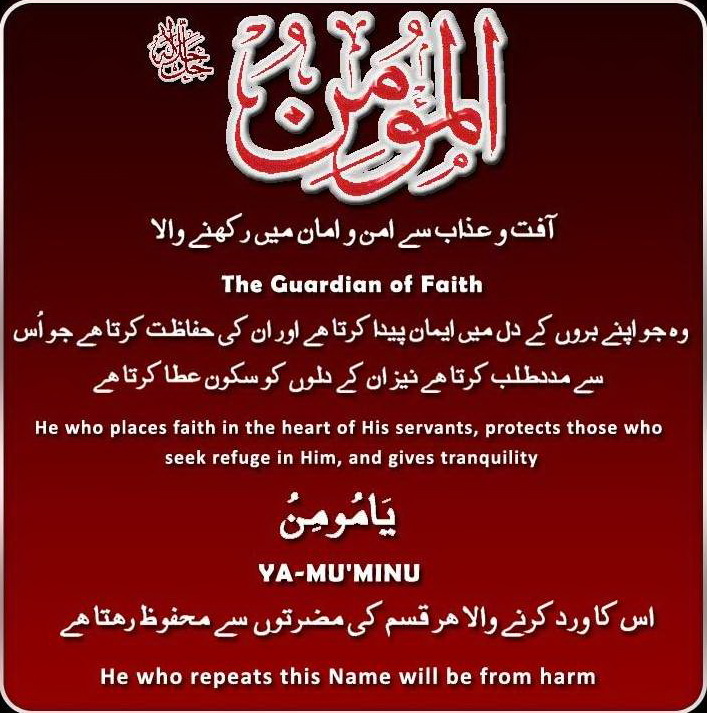 المؤمن
جل جلاله
آفت و عذاب سے امن و امان میں رکھنے والا
The Guardian of Faith
وہ جو اپنے بروں کے دل میں ایمان پیدا کرتا ھے اور ان کی حفاظت کرتا ھے جو اُس
سے مدد طلب کرتا ھے نیز ان کے دلوں کو سکون عطا کرتا ھے
He who places faith in the heart of His servants, protects those who
seek refuge in Him, and gives tranquility
يَامُومِنُ
YA-MU'MINU
اس کا ورد کرنے والا ھر قسم کی مضرتوں سے محفوظ رھتا ھے
He who repeats this Name will be from harm